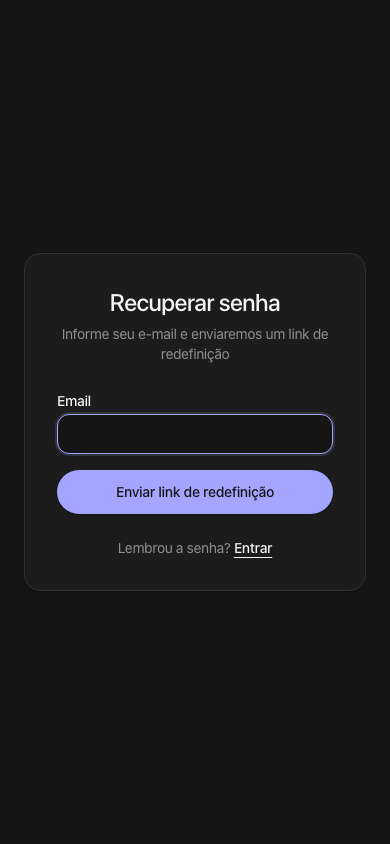 Recuperar senha
Informe seu e-mail e enviaremos um link de
redefinição
Email
Enviar link de redefinição
Lembrou a senha? Entrar